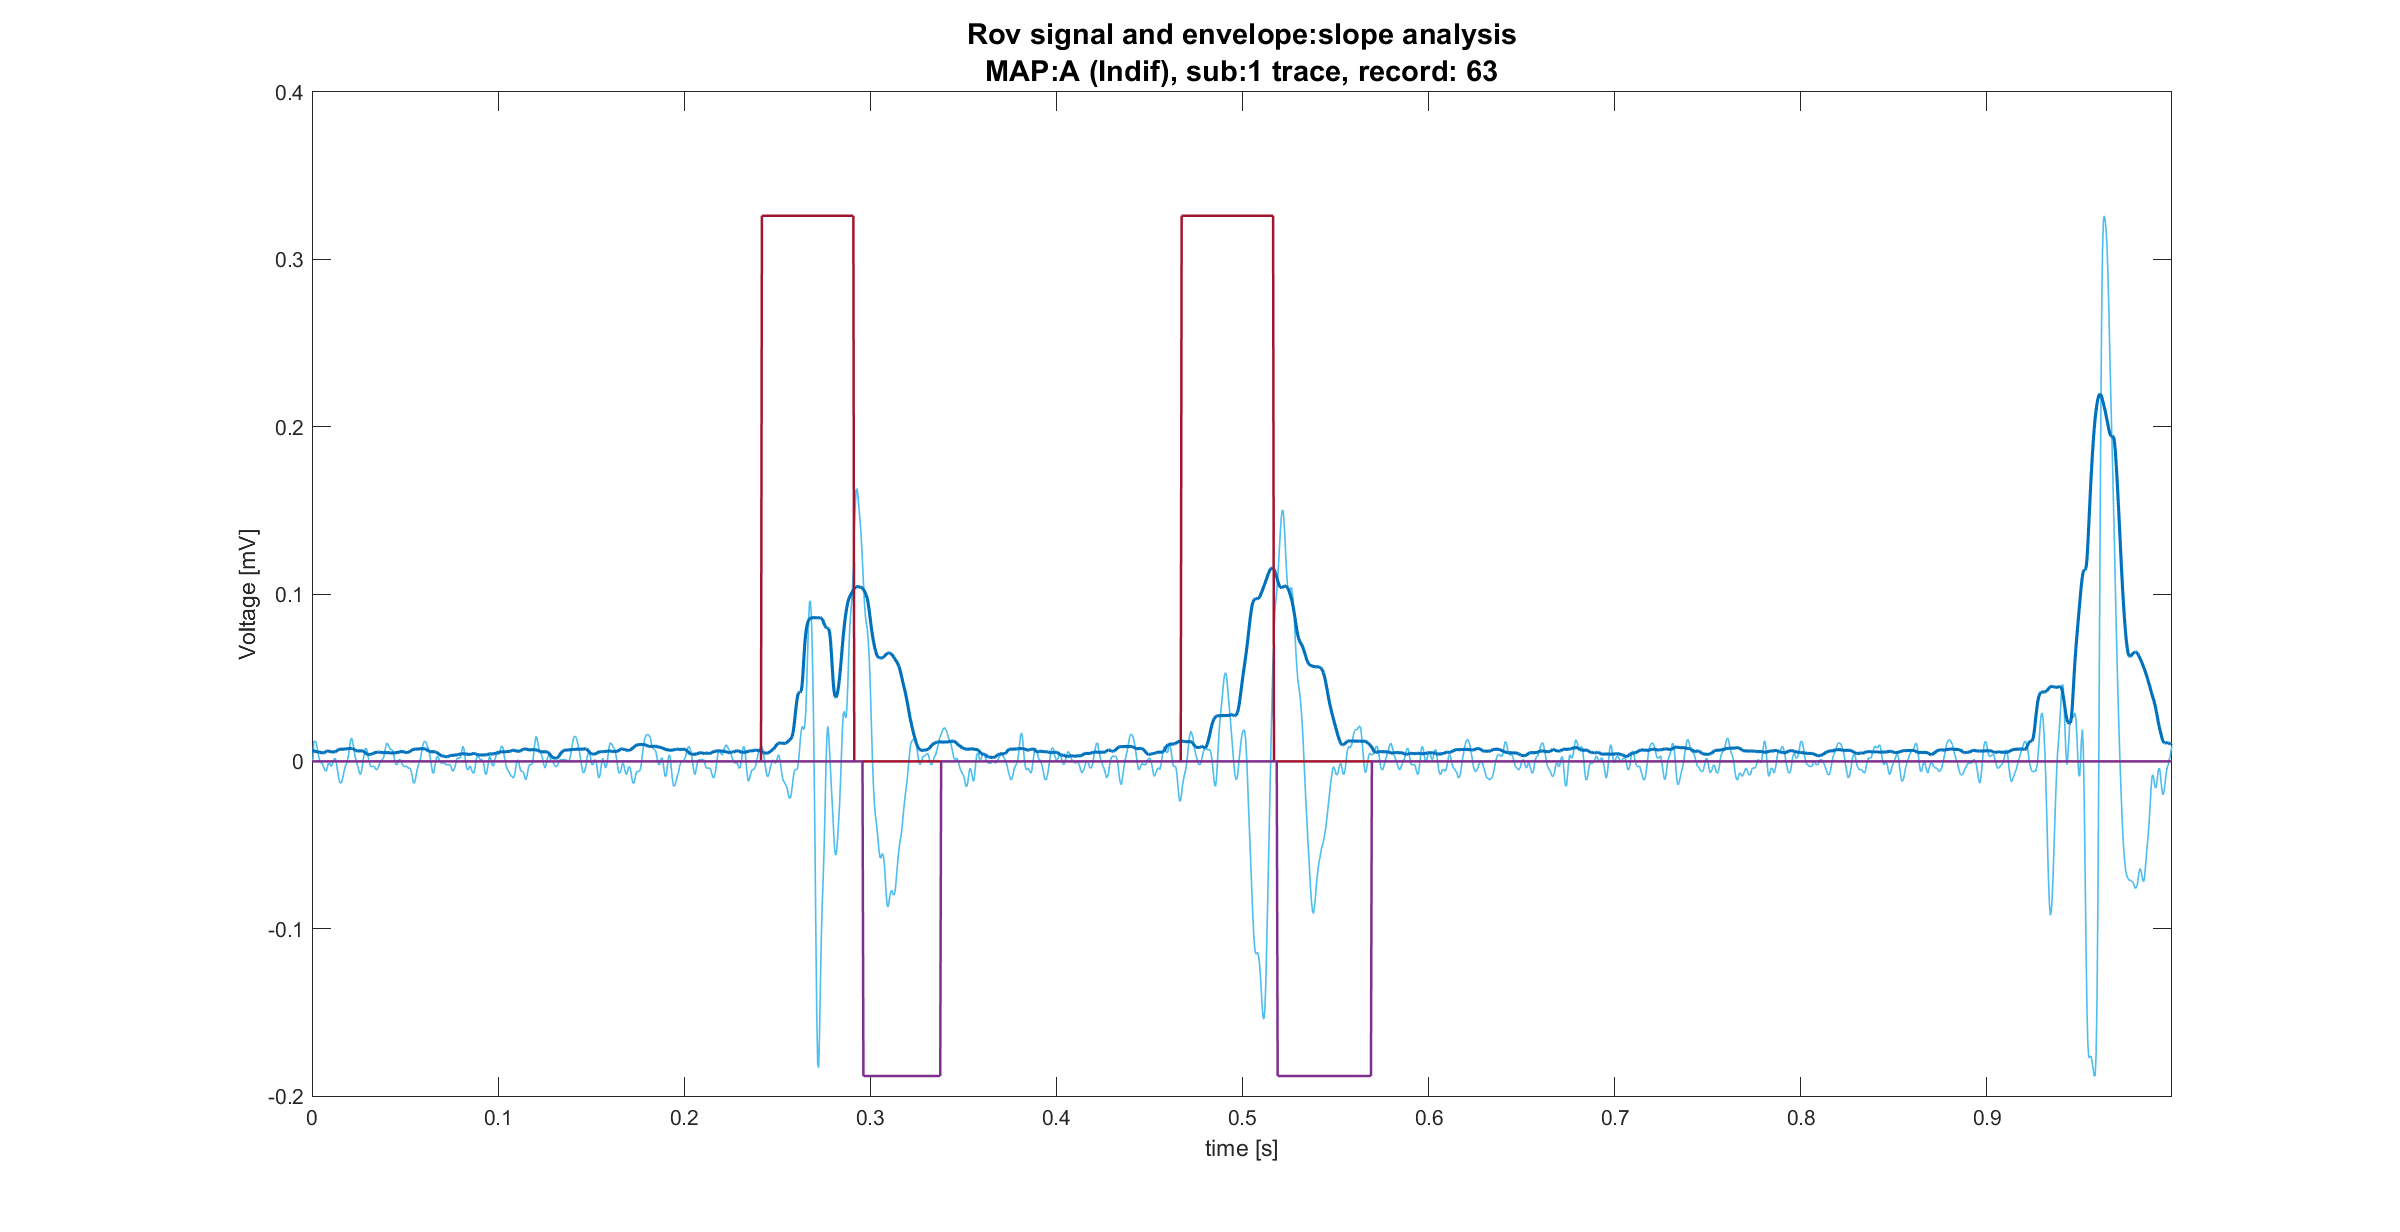 Rov signal and envelope:slope analysis
MAP:A (Indif), sub:1 trace, record: 63
0.4
0.3
0.2
0.1
0
-0.1
-0.2
Voltage [mV]
0 0.1 0.2 0.3 0.4 0.5 0.6 0.7 0.8 0.9
time [s]